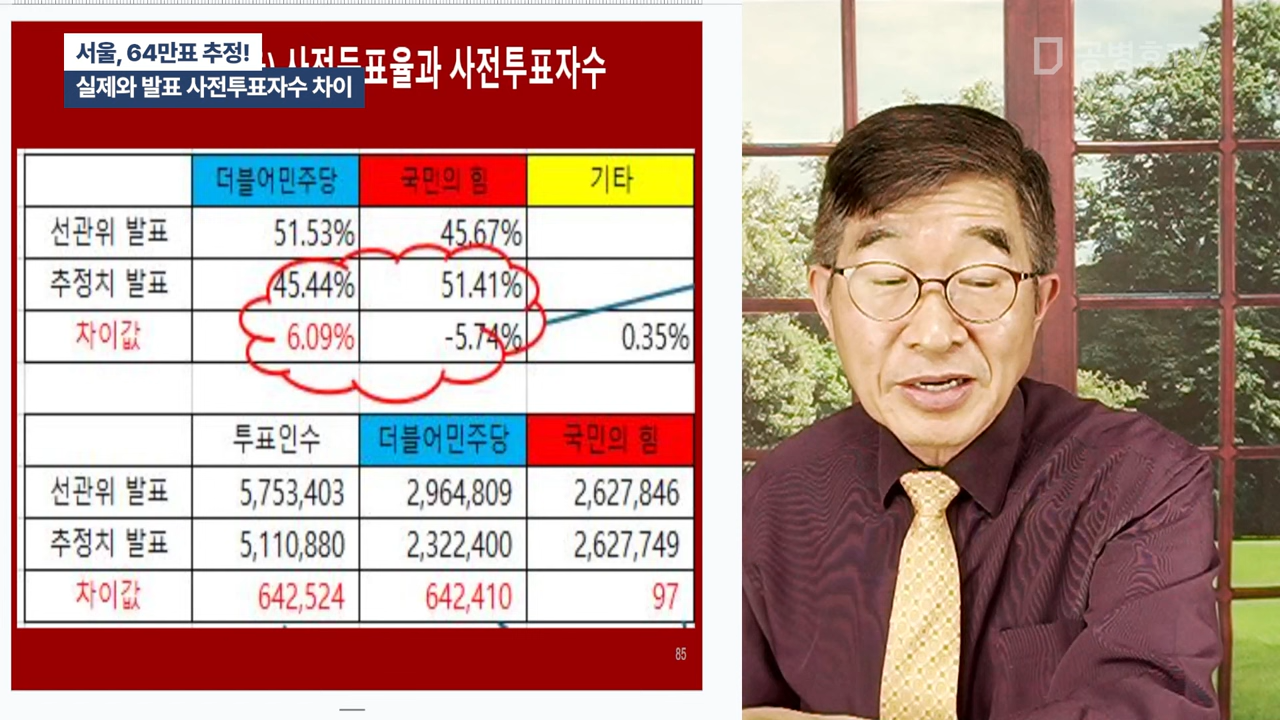 서울, 64만표 추정!
실제와 발표 사전투표자수 차이
사전득표율과 사전투표자수
더불어민주당 국민의 힘 기타
선관위 발표 51.53% 45.67%
추정치 발표 45.44% 51.41%
차이값 6.09% -5.74% 0.35%
투표인수 더불어민주당 국민의 힘
선관위 발표 5,753,403 2,964,809 2,627,846
추정치 발표 5,110,880 2,322,400 2,627,749
차이값 642,524 642,410 97
85
공병호